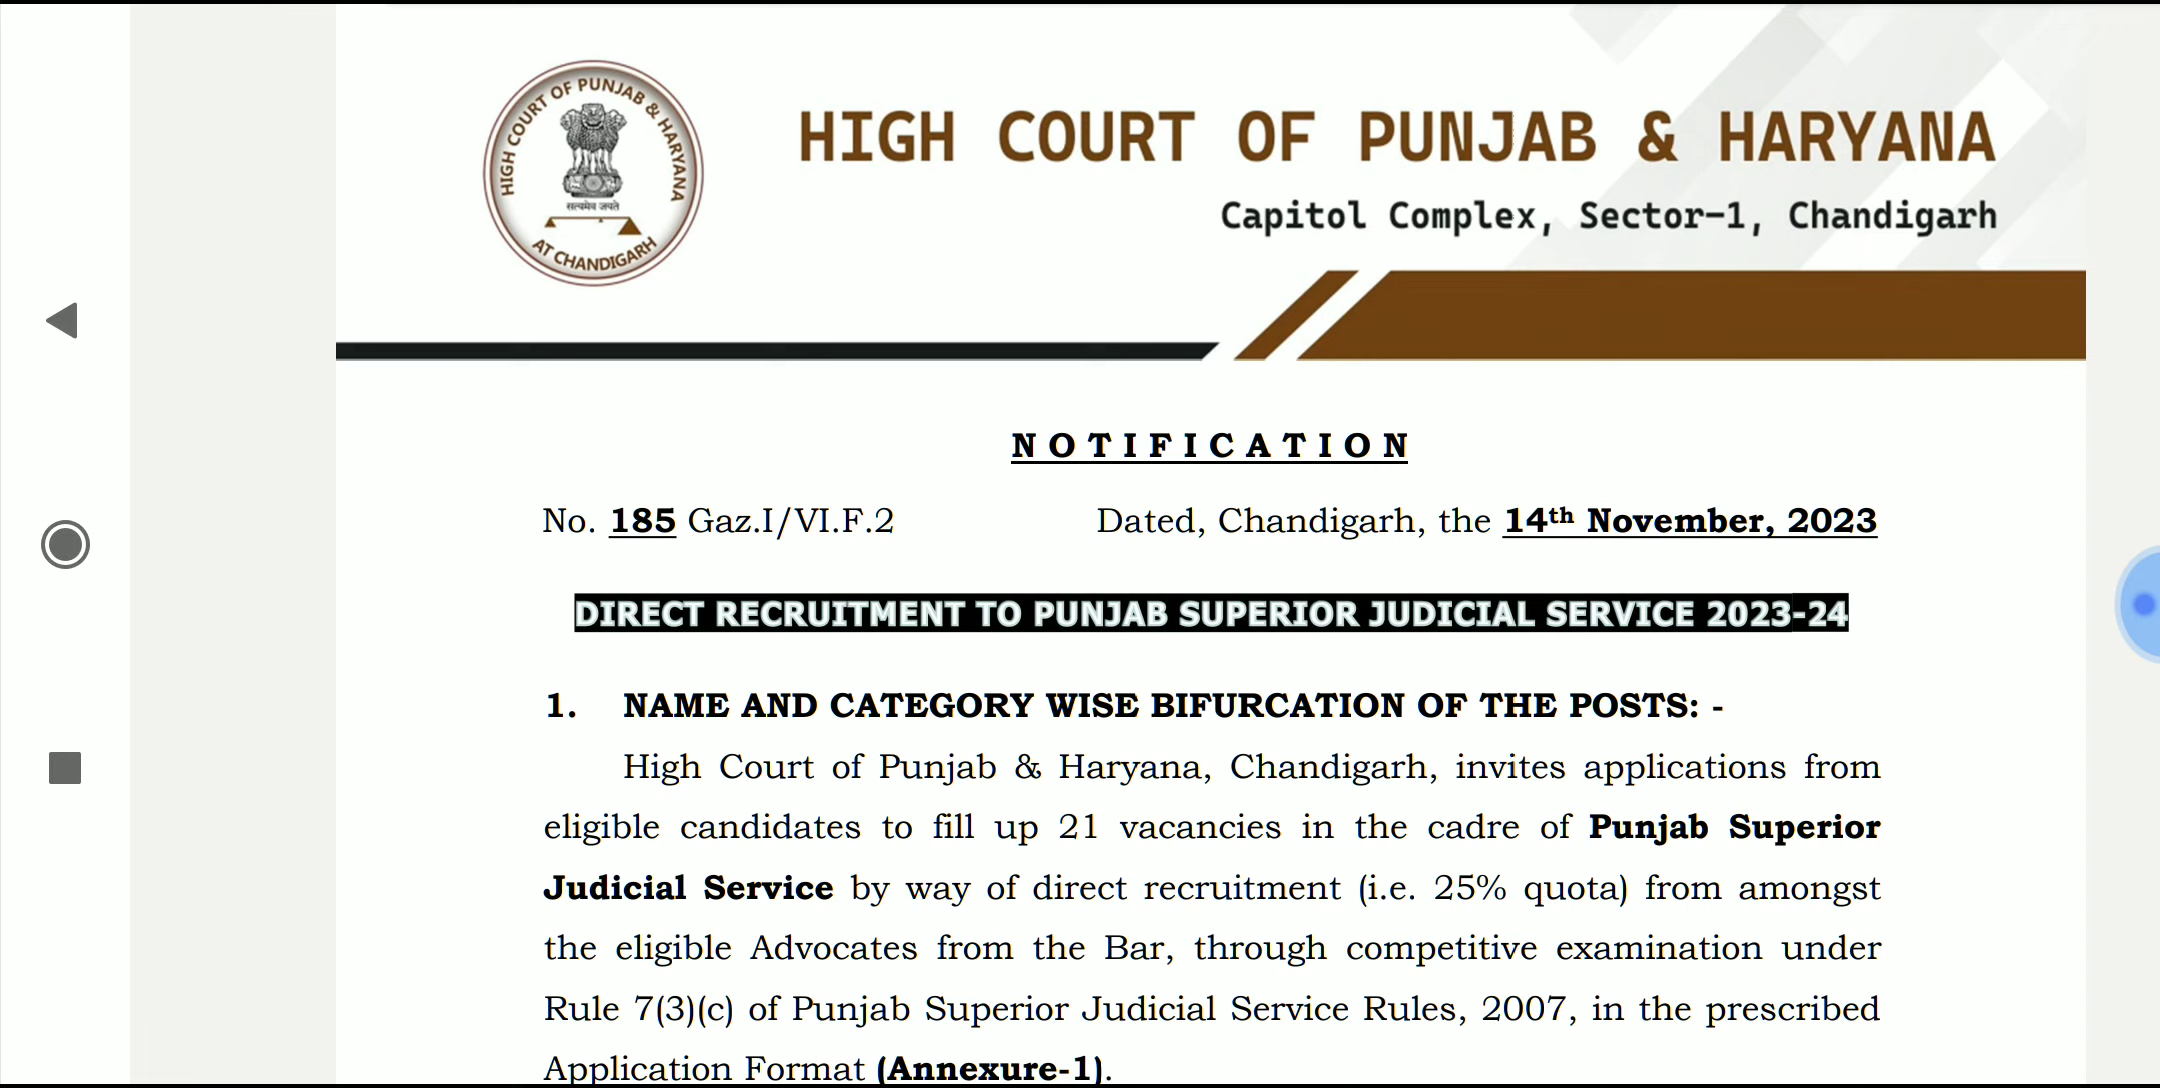 HIGH COURT OF PUNJAB & HARYANA
सत्यमेव जयते
AT CHANDIGARH
HIGH COURT OF PUNJAB & HARYANA
Capitol Complex, Sector-1, Chandigarh
NOTIFICATION
No. 185 Gaz.I/VI.F.2 Dated, Chandigarh, the 14th November, 2023
DIRECT RECRUITMENT TO PUNJAB SUPERIOR JUDICIAL SERVICE 2023-24
1. NAME AND CATEGORY WISE BIFURCATION OF THE POSTS: -
High Court of Punjab & Haryana, Chandigarh, invites applications from
eligible candidates to fill up 21 vacancies in the cadre of Punjab Superior
Judicial Service by way of direct recruitment (i.e. 25% quota) from amongst
the eligible Advocates from the Bar, through competitive examination under
Rule 7(3)(c) of Punjab Superior Judicial Service Rules, 2007, in the prescribed
Application Format (Annexure-1).